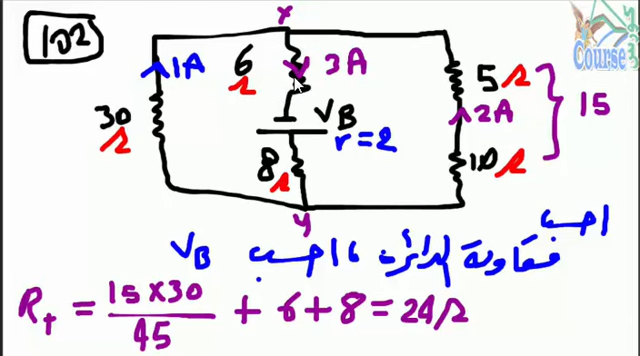 102
x
1A
6
Ω
3A
5
Ω
Course
30
Ω
VB
r = 2
2A
15
8
Ω
10
Ω
y
احسب
مقاومة الدائرة ، احسب VB
Rt = 15×30/45 + 6 + 8 = 24Ω